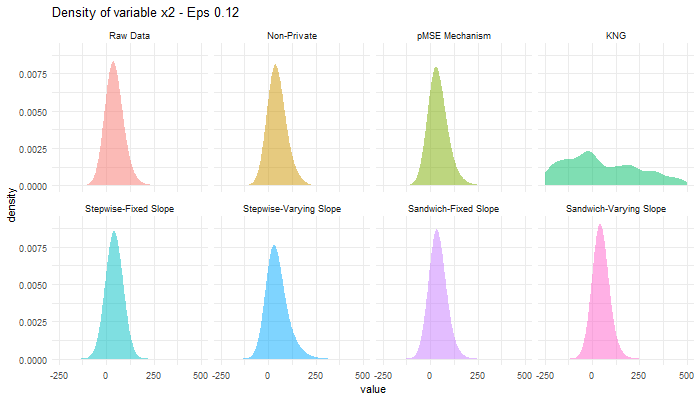 Density of variable x2 - Eps 0.12
Raw Data Non-Private pMSE Mechanism KNG
0.0075
0.0050
0.0025
0.0000
density
Stepwise-Fixed Slope Stepwise-Varying Slope Sandwich-Fixed Slope Sandwich-Varying Slope
0.0075
0.0050
0.0025
0.0000
-250 0 250 500 -250 0 250 500 -250 0 250 500 -250 0 250 500
value